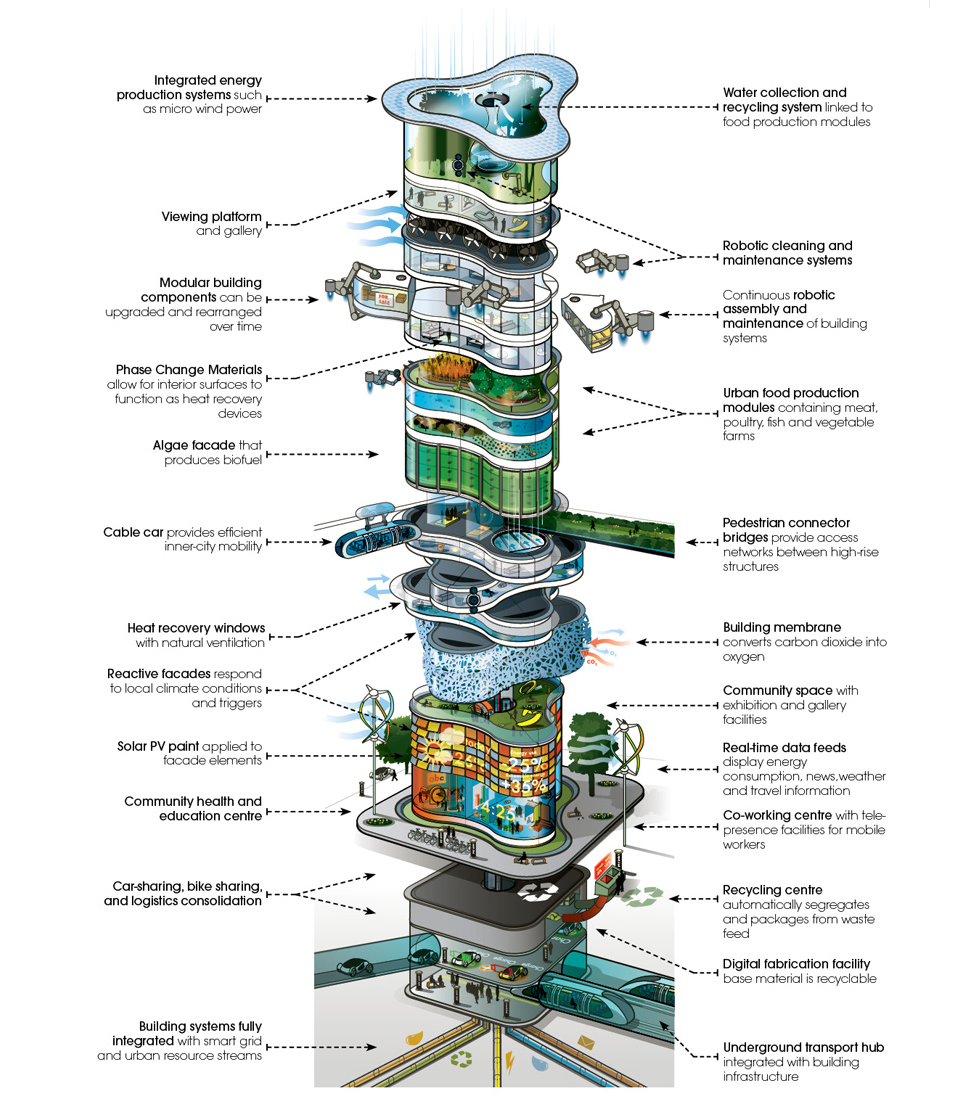 Integrated energy
production systems such
as micro wind power
Viewing platform
and gallery
Modular building
components can be
upgraded and rearranged
over time
Phase Change Materials
allow for interior surfaces to
function as heat recovery
devices
Algae facade that
produces biofuel
Cable car provides efficient
inner-city mobility
Heat recovery windows
with natural ventilation
Reactive facades respond
to local climate conditions
and triggers
Solar PV paint applied to
facade elements
Community health and
education centre
Car-sharing, bike sharing,
and logistics consolidation
Building systems fully
integrated with smart grid
and urban resource streams
Water collection and
recycling system linked to
food production modules
Robotic cleaning and
maintenance systems
Continuous robotic
assembly and
maintenance of building
systems
Urban food production
modules containing meat,
poultry, fish and vegetable
farms
Pedestrian connector
bridges provide access
networks between high-rise
structures
Building membrane
converts carbon dioxide into
oxygen
Community space with
exhibition and gallery
facilities
Real-time data feeds
display energy
consumption, news,weather
and travel information
Co-working centre with tele-
presence facilities for mobile
workers
Recycling centre
automatically segregates
and packages from waste
feed
Digital fabrication facility
base material is recyclable
Underground transport hub
integrated with building
infrastructure
FOR
SALE
O₂
CO₂
today
25%
+35%
abc
14:25